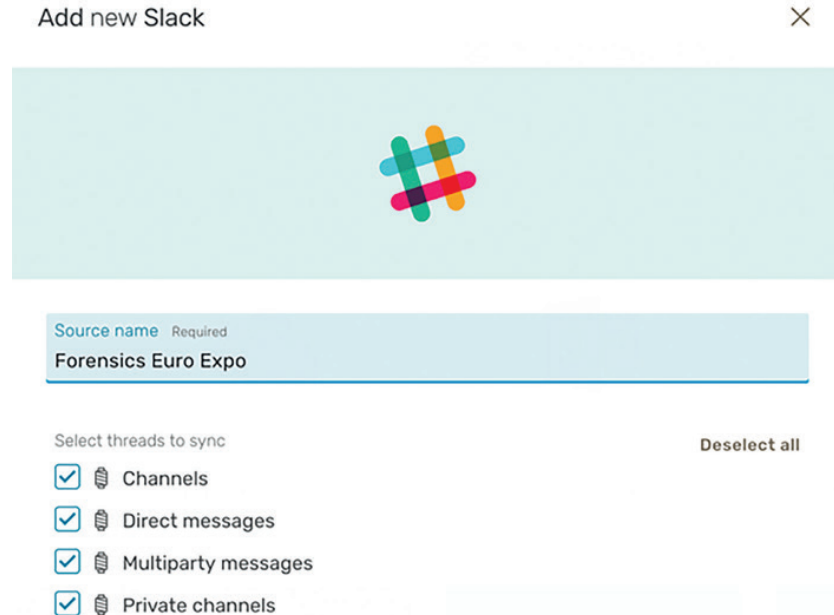 Add new Slack
Source name Required
Forensics Euro Expo
Select threads to sync
Deselect all
Channels
Direct messages
Multiparty messages
Private channels